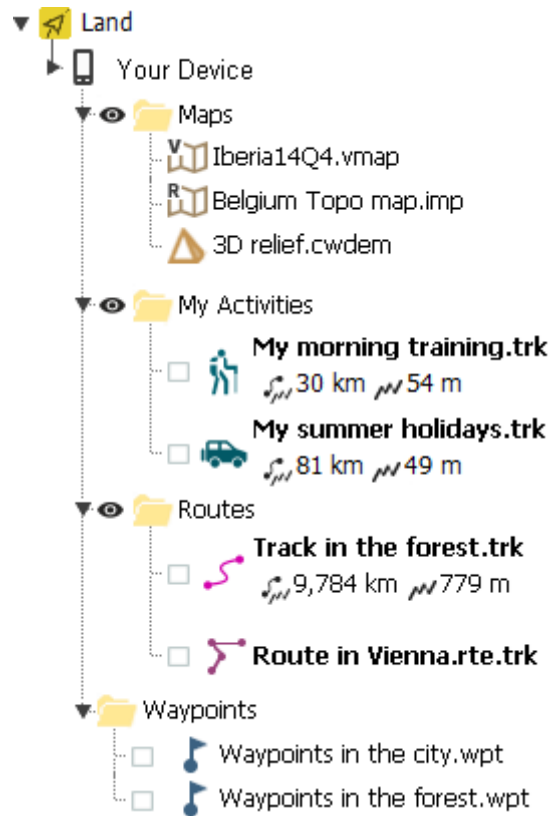 Land
Your Device
Maps
V Iberia14Q4.vmap
R Belgium Topo map.imp
3D relief.cwdem
My Activities
My morning training.trk
30 km 54 m
My summer holidays.trk
81 km 49 m
Routes
Track in the forest.trk
9,784 km 779 m
Route in Vienna.rte.trk
Waypoints
Waypoints in the city.wpt
Waypoints in the forest.wpt